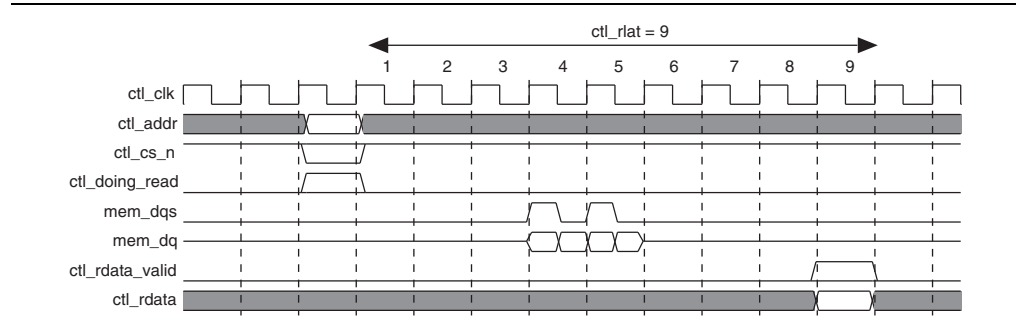 ctl_rlat = 9
1 2 3 4 5 6 7 8 9
ctl_clk
ctl_addr
ctl_cs_n
ctl_doing_read
mem_dqs
mem_dq
ctl_rdata_valid
ctl_rdata